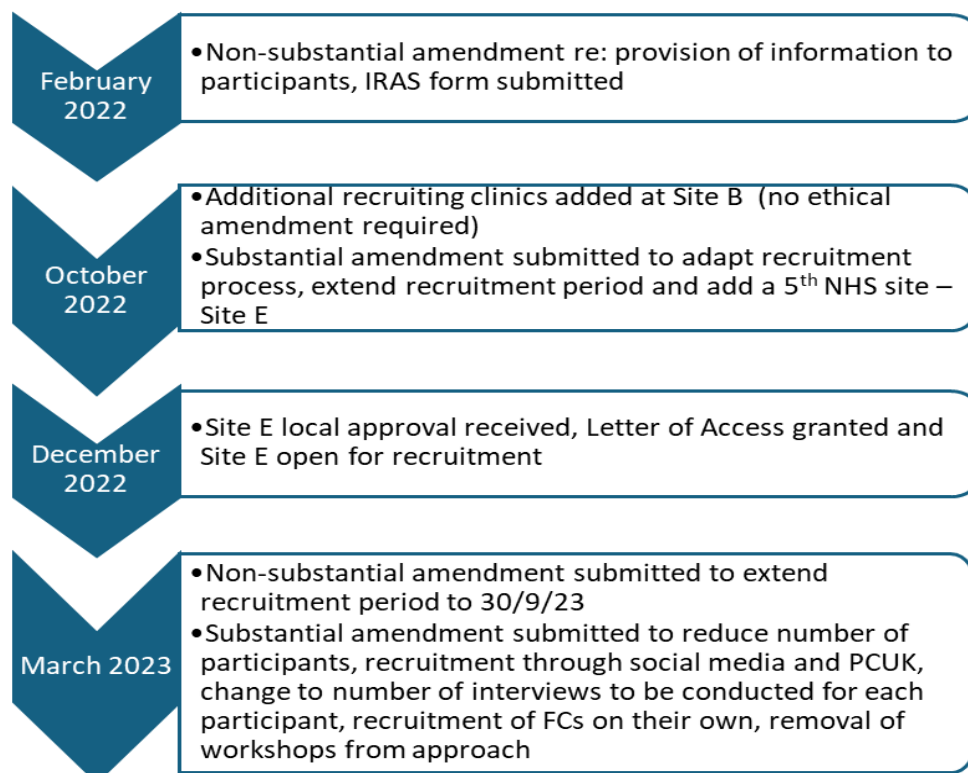 February
2022
•Non-substantial amendment re: provision of information to
participants, IRAS form submitted
October
2022
•Additional recruiting clinics added at Site B  (no ethical
amendment required)
•Substantial amendment submitted to adapt recruitment
process, extend recruitment period and add a 5th NHS site –
Site E
December
2022
•Site E local approval received, Letter of Access granted and
Site E open for recruitment
March 2023
•Non-substantial amendment submitted to extend
recruitment period to 30/9/23
•Substantial amendment submitted to reduce number of
participants, recruitment through social media and PCUK,
change to number of interviews to be conducted for each
participant, recruitment of FCs on their own, removal of
workshops from approach